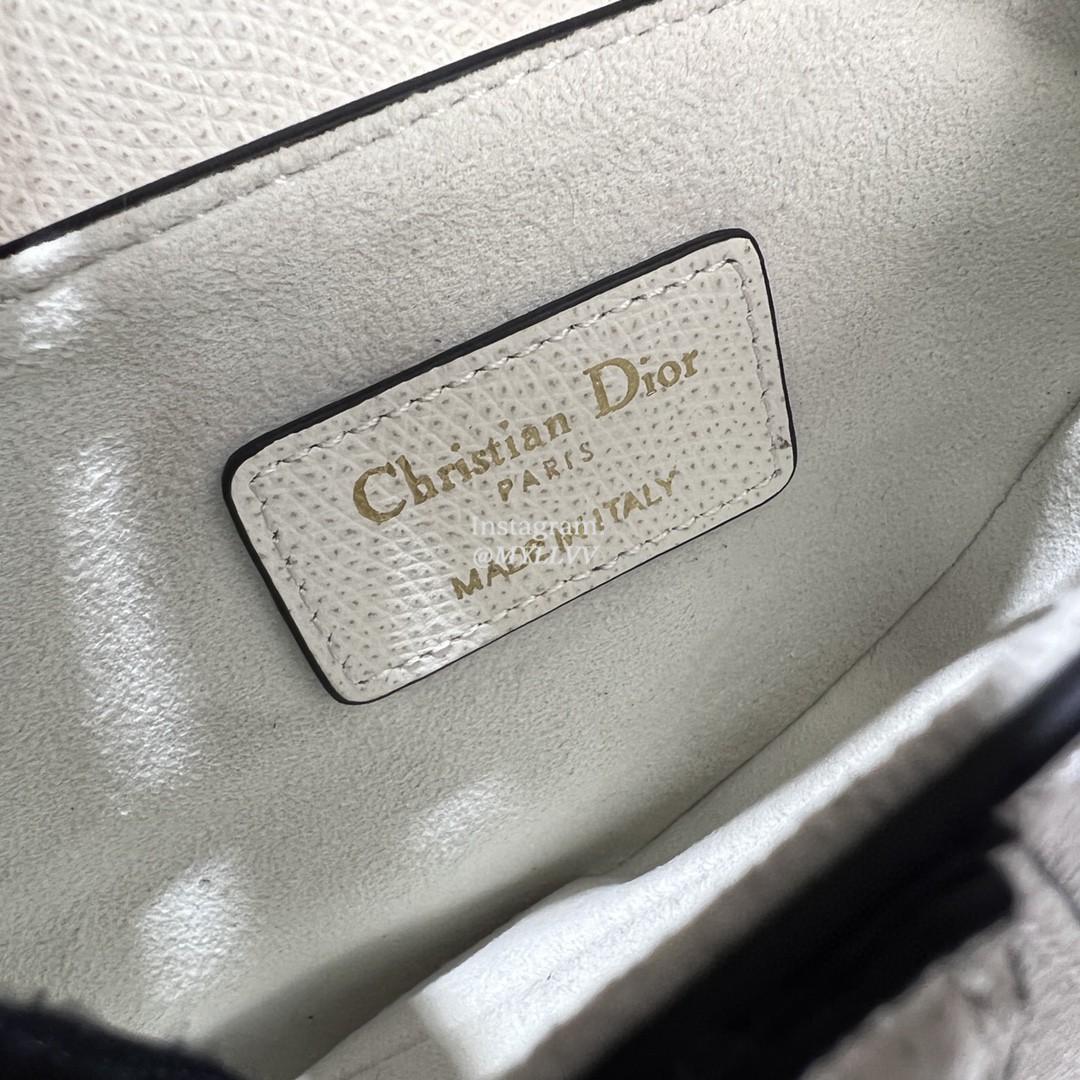 Christian Dior
PARIS
MADE IN ITALY
Instagram:
@MYLLVV